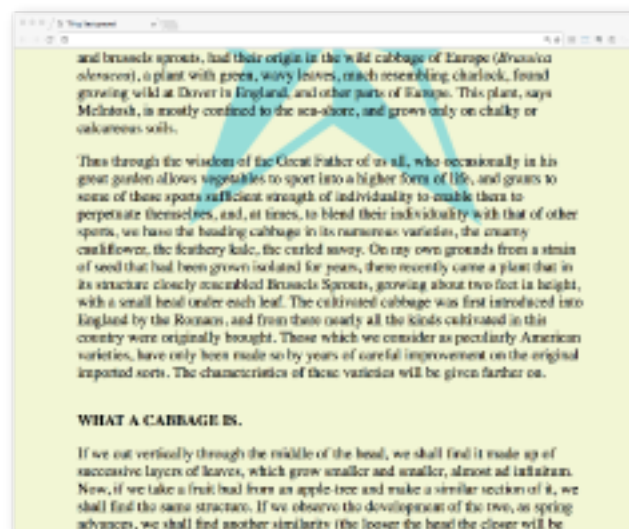 and brussels sprouts, had their origin in the wild cabbage of Europe (Brassica
oleracea), a plant with green, wavy leaves, much resembling charlock, found
growing wild at Dover in England, and other parts of Europe. This plant, says
McIntosh, is mostly confined to the sea-shore, and grows only on chalky or
calcareous soils.
Thus through the wisdom of the Great Father of us all, who occasionally in his
great garden allows vegetables to sport into a higher form of life, and grants to
some of these sports sufficient strength of individuality to enable them to
perpetuate themselves, and, at times, to blend their individuality with that of other
sports, we have the heading cabbage in its numerous varieties, the creamy
cauliflower, the feathery kale, the curled savoy. On my own grounds from a strain
of seed that had been grown isolated for years, there recently came a plant that in
its structure closely resembled Brussels Sprouts, growing about two feet in height,
with a small head under each leaf. The cultivated cabbage was first introduced into
England by the Romans, and from there nearly all the kinds cultivated in this
country were originally brought. Those which we consider as peculiarly American
varieties, have only been made so by years of careful improvement on the original
imported sorts. The characteristics of these varieties will be given farther on.
WHAT A CABBAGE IS.
If we cut vertically through the middle of the head, we shall find it made up of
successive layers of leaves, which grow smaller and smaller, almost ad infinitum.
Now, if we take a fruit bud from an apple-tree and make a similar section of it, we
shall find the same structure. If we observe the development of the two, as spring
advances, we shall find another similarity (the looser the head the closer will be